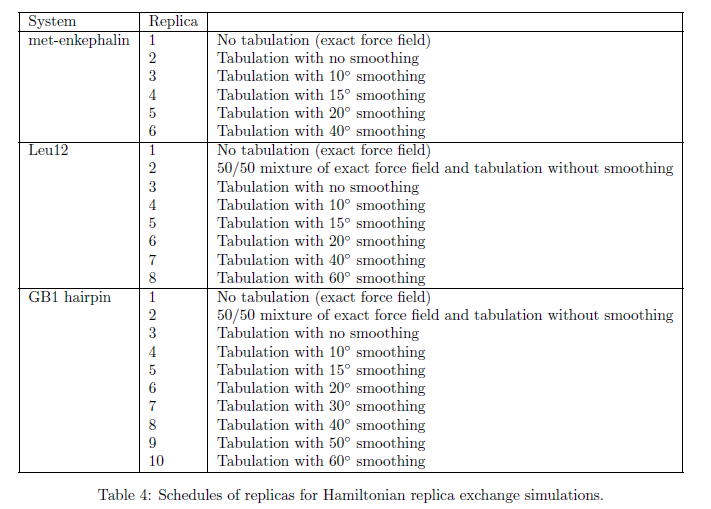 System Replica
met-enkephalin 1 No tabulation (exact force field)
2 Tabulation with no smoothing
3 Tabulation with 10° smoothing
4 Tabulation with 15° smoothing
5 Tabulation with 20° smoothing
6 Tabulation with 40° smoothing
Leu12 1 No tabulation (exact force field)
2 50/50 mixture of exact force field and tabulation without smoothing
3 Tabulation with no smoothing
4 Tabulation with 10° smoothing
5 Tabulation with 15° smoothing
6 Tabulation with 20° smoothing
7 Tabulation with 40° smoothing
8 Tabulation with 60° smoothing
GB1 hairpin 1 No tabulation (exact force field)
2 50/50 mixture of exact force field and tabulation without smoothing
3 Tabulation with no smoothing
4 Tabulation with 10° smoothing
5 Tabulation with 15° smoothing
6 Tabulation with 20° smoothing
7 Tabulation with 30° smoothing
8 Tabulation with 40° smoothing
9 Tabulation with 50° smoothing
10 Tabulation with 60° smoothing
Table 4: Schedules of replicas for Hamiltonian replica exchange simulations.